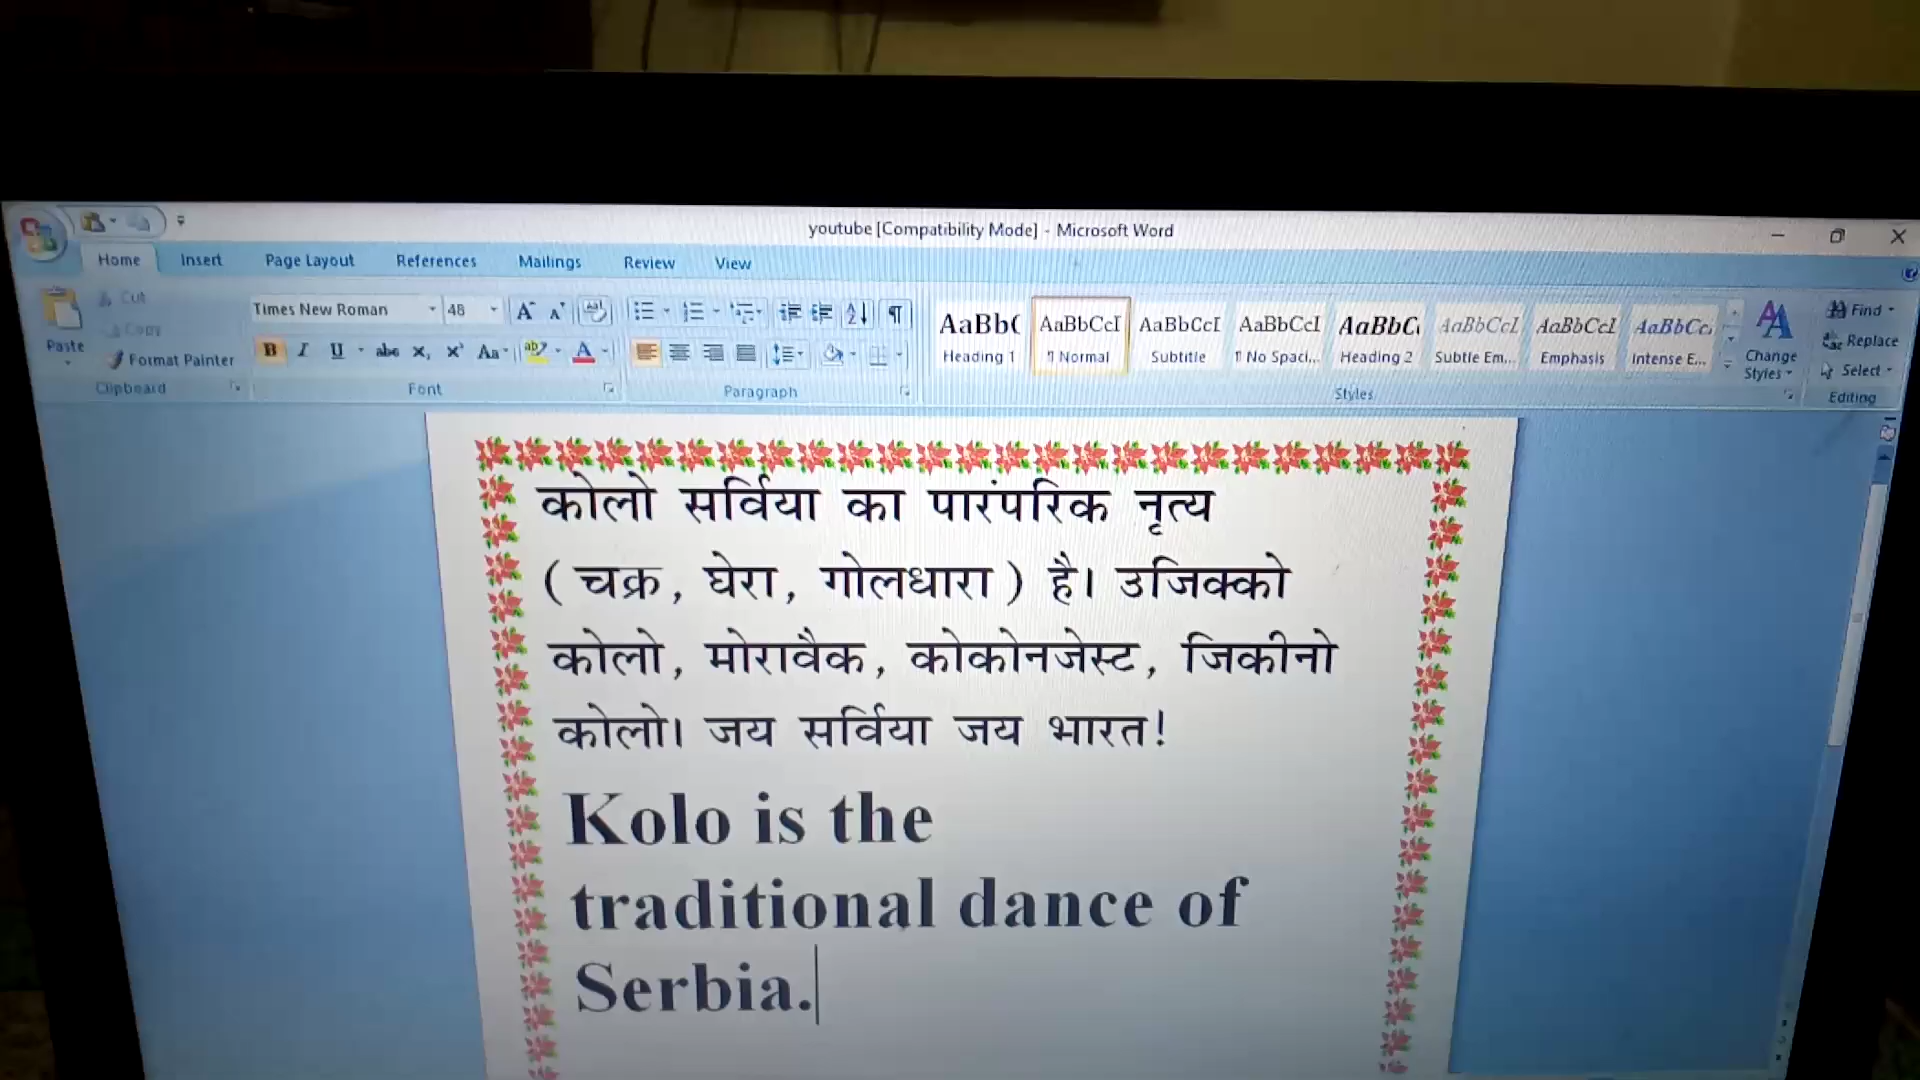 youtube [Compatibility Mode] - Microsoft Word
Home Insert Page Layout References Mailings Review View
Paste
Cut
Copy
Format Painter
Clipboard
Times New Roman 48
B I U abc x, x² Aa A
Font
Paragraph
AaBbC AaBbCcI AaBbCcI AaBbCcI AaBbC AaBbCcI AaBbCcI AaBbCc
Heading 1 ¶ Normal Subtitle ¶ No Spaci... Heading 2 Subtle Em... Emphasis Intense E...
Styles
Change
Styles
Find
Replace
Select
Editing
कोलो सर्विया का पारंपरिक नृत्य
( चक्र, घेरा, गोलधारा ) है। उजिक्को
कोलो, मोरावैक, कोकोनजेस्ट, जिकीनो
कोलो। जय सर्विया जय भारत!
Kolo is the
traditional dance of
Serbia.